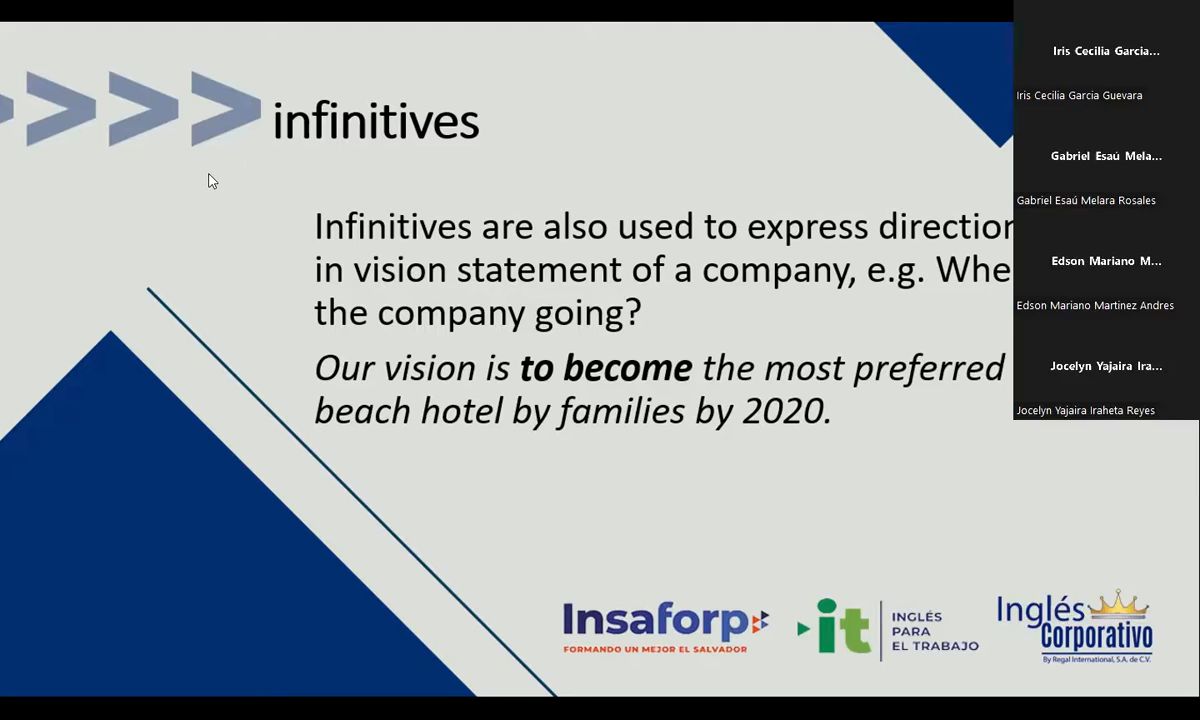 infinitives
Infinitives are also used to express direction
in vision statement of a company, e.g.
the company going?
Our vision is to become the most preferred
beach hotel by families by 2020.
Insaforp
FORMANDO UN MEJOR EL SALVADOR
it
INGLÉS
PARA
EL TRABAJO
Inglés
Corporativo
By Regal International, S.A. de C.V.
Iris Cecilia Garcia...
Iris Cecilia Garcia Guevara
Gabriel Esaú Mela...
Gabriel Esaú Melara Rosales
Edson Mariano M...
Edson Mariano Martinez Andres
Jocelyn Yajaira Ira...
Jocelyn Yajaira Iraheta Reyes